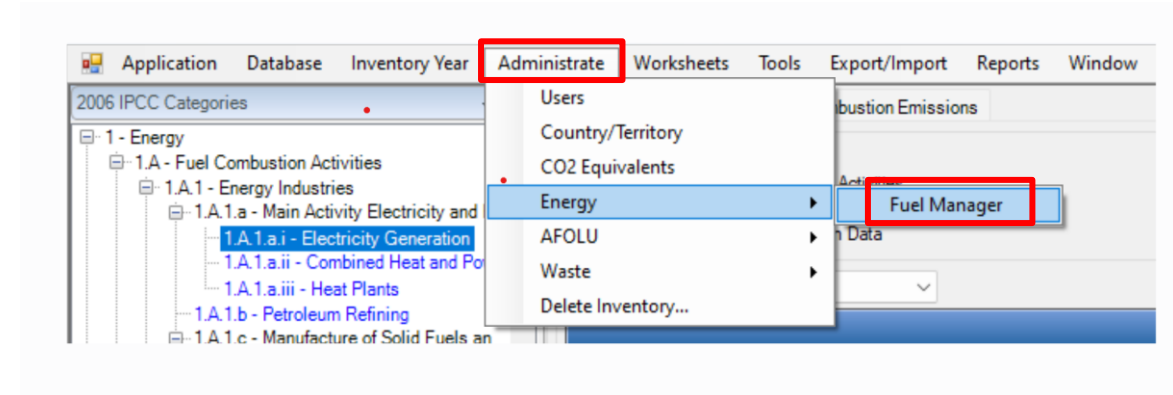 Application Database Inventory Year Administrate Worksheets Tools Export/Import Reports Window
2006 IPCC Categories
1 - Energy
1.A - Fuel Combustion Activities
1.A.1 - Energy Industries
1.A.1.a - Main Activity Electricity and
1.A.1.a.i - Electricity Generation
1.A.1.a.ii - Combined Heat and Po
1.A.1.a.iii - Heat Plants
1.A.1.b - Petroleum Refining
1.A.1.c - Manufacture of Solid Fuels an
Users
Country/Territory
CO2 Equivalents
Energy
AFOLU
Waste
Delete Inventory...
Fuel Manager
bustion Emissions
Activities
n Data